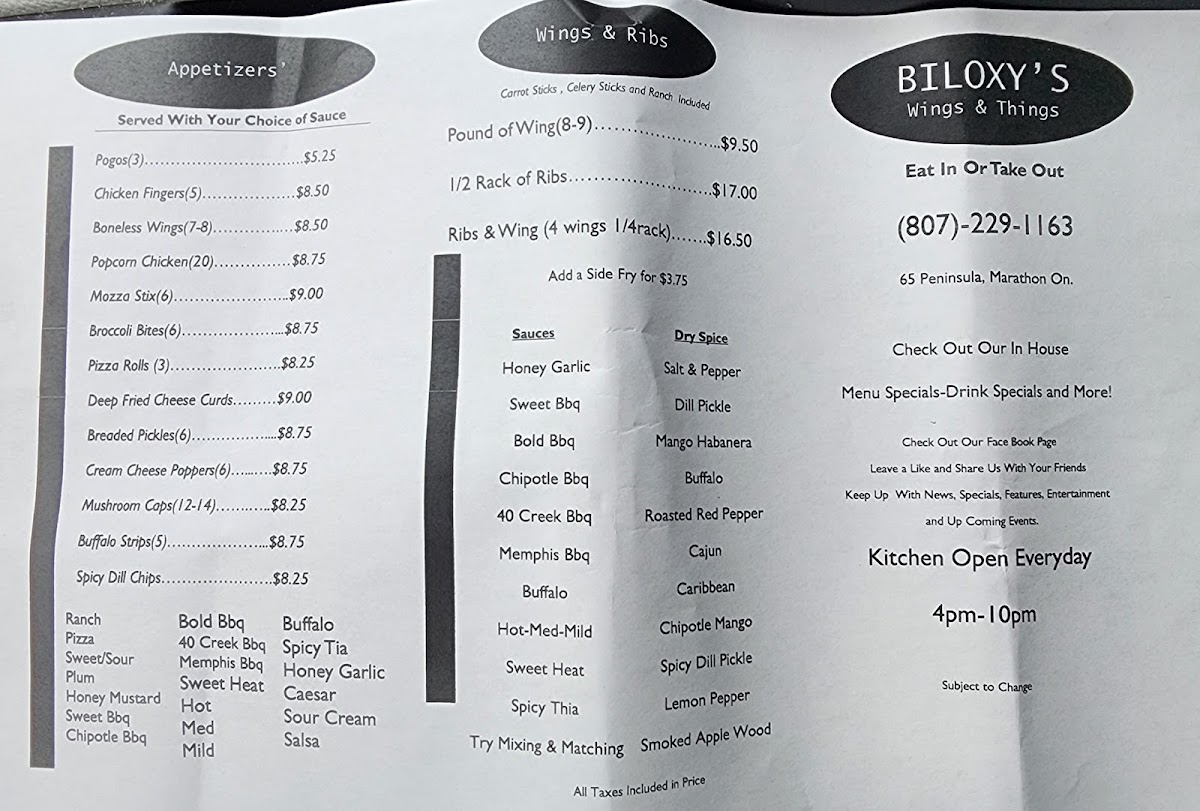 Appetizers'
Served With Your Choice of Sauce
Pogos(3)..................................$5.25
Chicken Fingers(5)....................$8.50
Boneless Wings(7-8)..................$8.50
Popcorn Chicken(20)................$8.75
Mozza Stix(6)........................$9.00
Broccoli Bites(6)......................$8.75
Pizza Rolls (3)........................$8.25
Deep Fried Cheese Curds.........$9.00
Breaded Pickles(6)...................$8.75
Cream Cheese Poppers(6).........$8.75
Mushroom Caps(12-14)............$8.25
Buffalo Strips(5)......................$8.75
Spicy Dill Chips.......................$8.25
Ranch
Pizza
Sweet/Sour
Plum
Honey Mustard
Sweet Bbq
Chipotle Bbq
Bold Bbq
40 Creek Bbq
Memphis Bbq
Sweet Heat
Hot
Med
Mild
Buffalo
Spicy Tia
Honey Garlic
Caesar
Sour Cream
Salsa
Wings & Ribs
Carrot Sticks , Celery Sticks and Ranch Included
Pound of Wing(8-9).......................$9.50
1/2 Rack of Ribs..........................$17.00
Ribs & Wing (4 wings 1/4rack).......$16.50
Add a Side Fry for $3.75
Sauces
Honey Garlic
Sweet Bbq
Bold Bbq
Chipotle Bbq
40 Creek Bbq
Memphis Bbq
Buffalo
Hot-Med-Mild
Sweet Heat
Spicy Thia
Try Mixing & Matching
Dry Spice
Salt & Pepper
Dill Pickle
Mango Habanera
Buffalo
Roasted Red Pepper
Cajun
Caribbean
Chipotle Mango
Spicy Dill Pickle
Lemon Pepper
Smoked Apple Wood
All Taxes Included in Price
BILOXY'S
Wings & Things
Eat In Or Take Out
(807)-229-1163
65 Peninsula, Marathon On.
Check Out Our In House
Menu Specials-Drink Specials and More!
Check Out Our Face Book Page
Leave a Like and Share Us With Your Friends
Keep Up With News, Specials, Features, Entertainment
and Up Coming Events.
Kitchen Open Everyday
4pm-10pm
Subject to Change